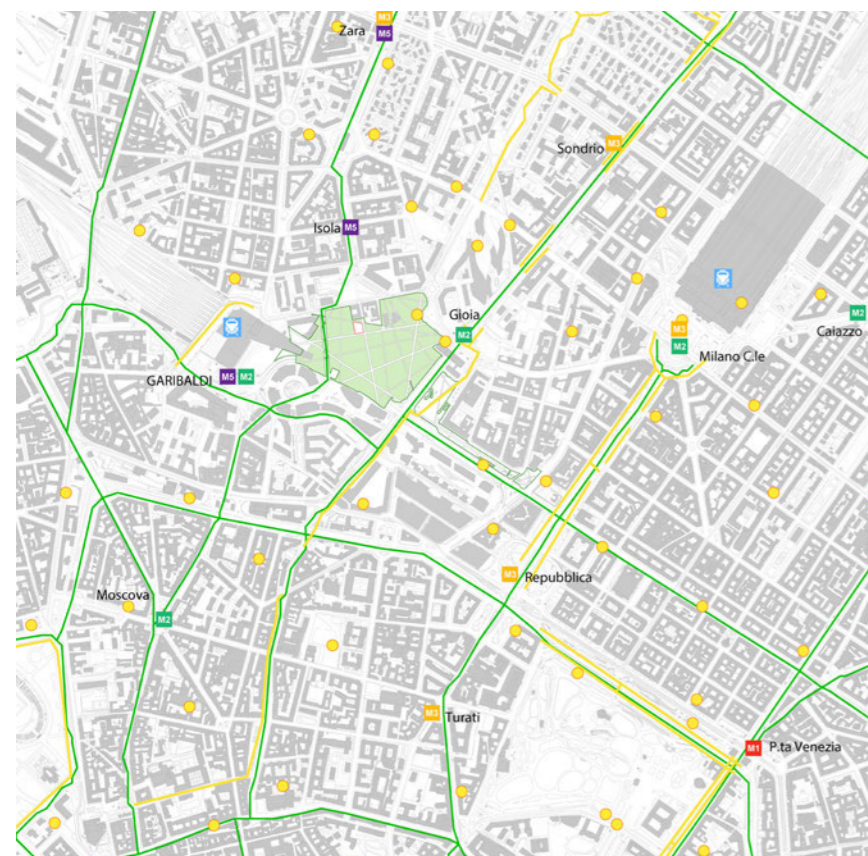 M3
Zara
M5
Sondrio
M3
Isola
M5
Gioia
M2
M3
M2
Caiazzo
M2
Milano C.le
GARIBALDI
M5
M2
M3
Repubblica
Moscova
M2
M3
Turati
M1
P.ta Venezia